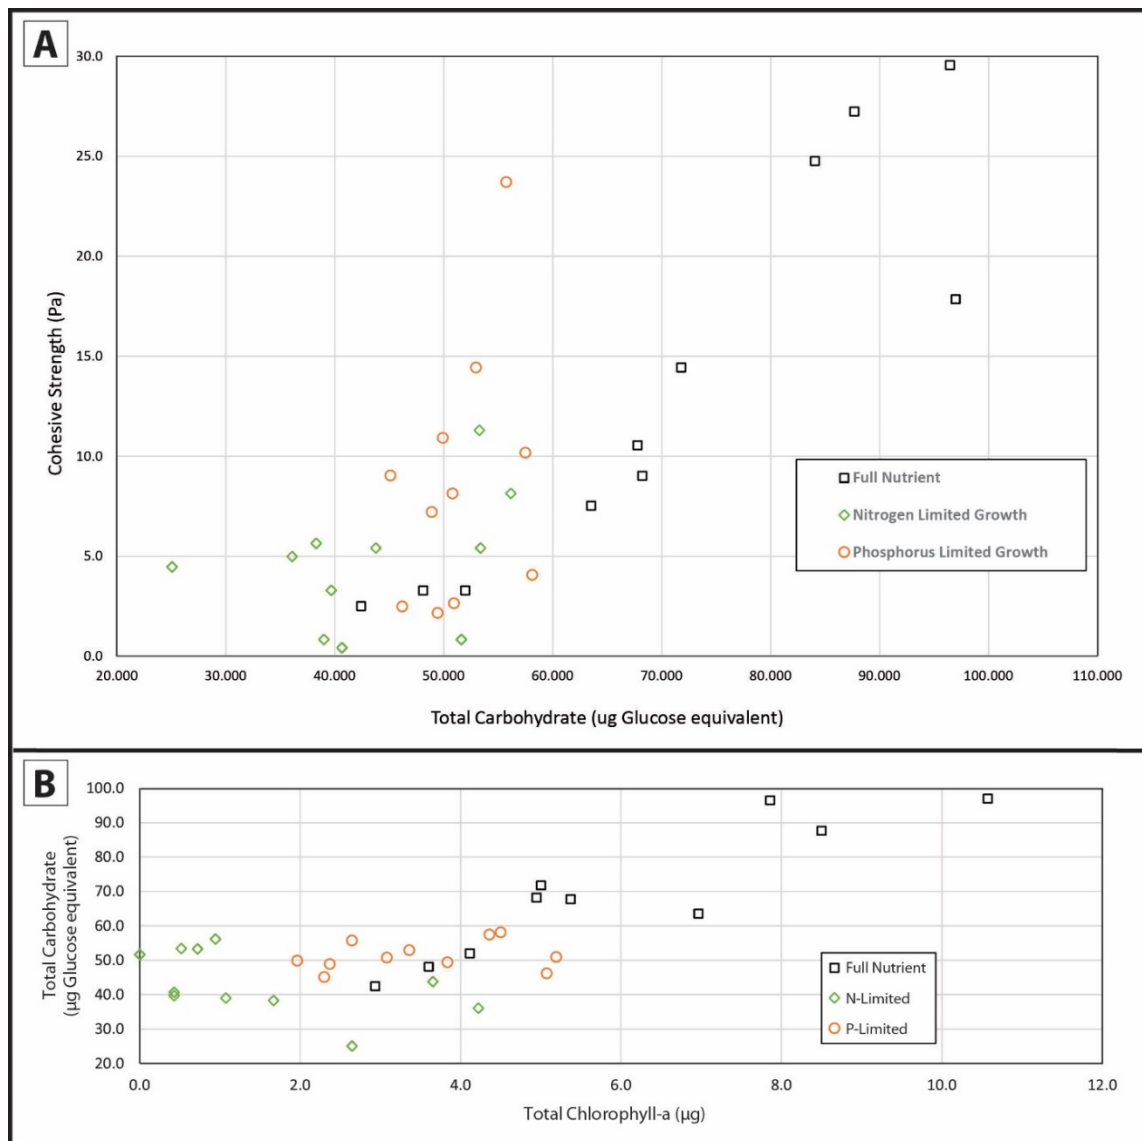 A
30.0
25.0
20.0
15.0
10.0
5.0
0.0
Cohesive Strength (Pa)
20.000 30.000 40.000 50.000 60.000 70.000 80.000 90.000 100.000 110.000
Total Carbohydrate (ug Glucose equivalent)
Full Nutrient
Nitrogen Limited Growth
Phosphorus Limited Growth
B
100.0
90.0
80.0
70.0
60.0
50.0
40.0
30.0
20.0
Total Carbohydrate
(µg Glucose equivalent)
0.0 2.0 4.0 6.0 8.0 10.0 12.0
Total Chlorophyll-a (µg)
Full Nutrient
N-Limited
P-Limited